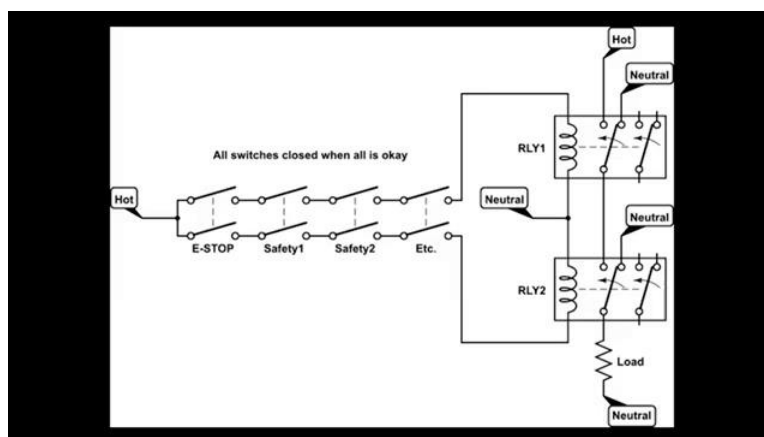 Hot
Neutral
RLY1
All switches closed when all is okay
Hot
Neutral
Neutral
E-STOP Safety1 Safety2 Etc.
RLY2
Load
Neutral